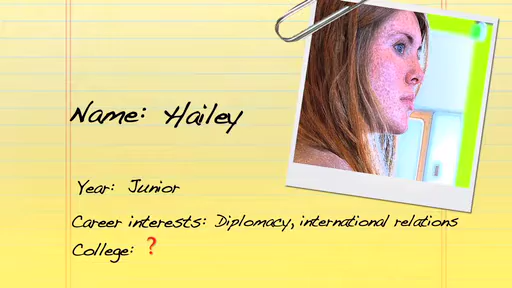 Name: Hailey
Year: Junior
Career interests: Diplomacy, international relations
College: ?